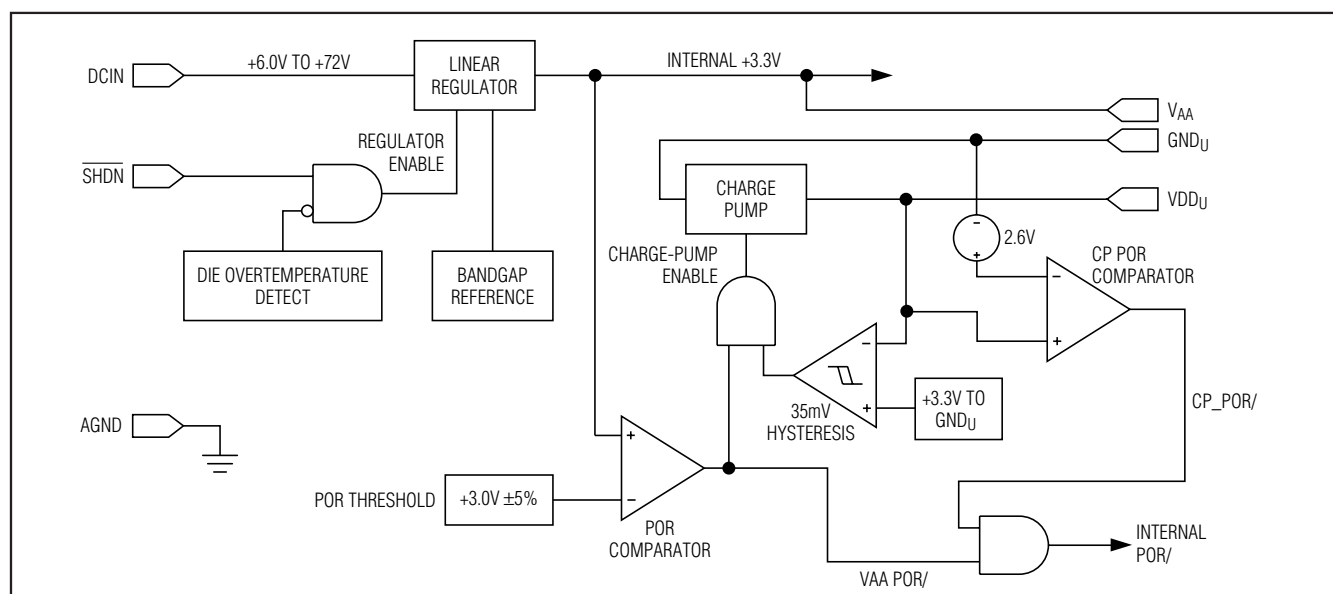 DCIN
+6.0V TO +72V
LINEAR
REGULATOR
INTERNAL +3.3V
VAA
GNDU
VDDU
SHDN
REGULATOR
ENABLE
CHARGE
PUMP
2.6V
DIE OVERTEMPERATURE
DETECT
BANDGAP
REFERENCE
CHARGE-PUMP
ENABLE
CP POR
COMPARATOR
-
+
-
+
-
+
35mV
HYSTERESIS
+3.3V TO
GNDU
CP_POR/
AGND
POR THRESHOLD
+3.0V ±5%
+
-
POR
COMPARATOR
VAA POR/
INTERNAL
POR/